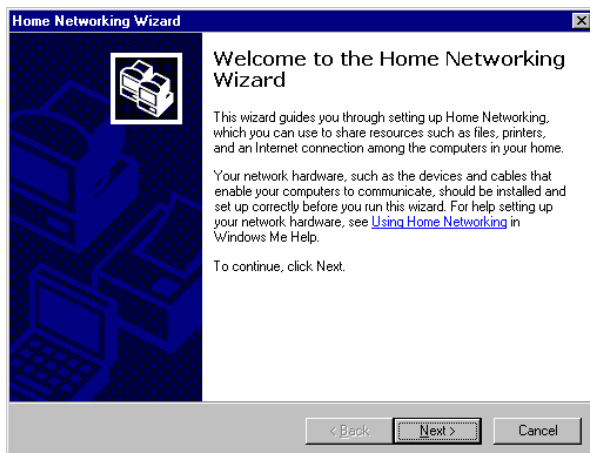 Home Networking Wizard
Welcome to the Home Networking
Wizard
This wizard guides you through setting up Home Networking,
which you can use to share resources such as files, printers,
and an Internet connection among the computers in your home.
Your network hardware, such as the devices and cables that
enable your computers to communicate, should be installed and
set up correctly before you run this wizard. For help setting up
your network hardware, see Using Home Networking in
Windows Me Help.
To continue, click Next.
< Back
Next >
Cancel